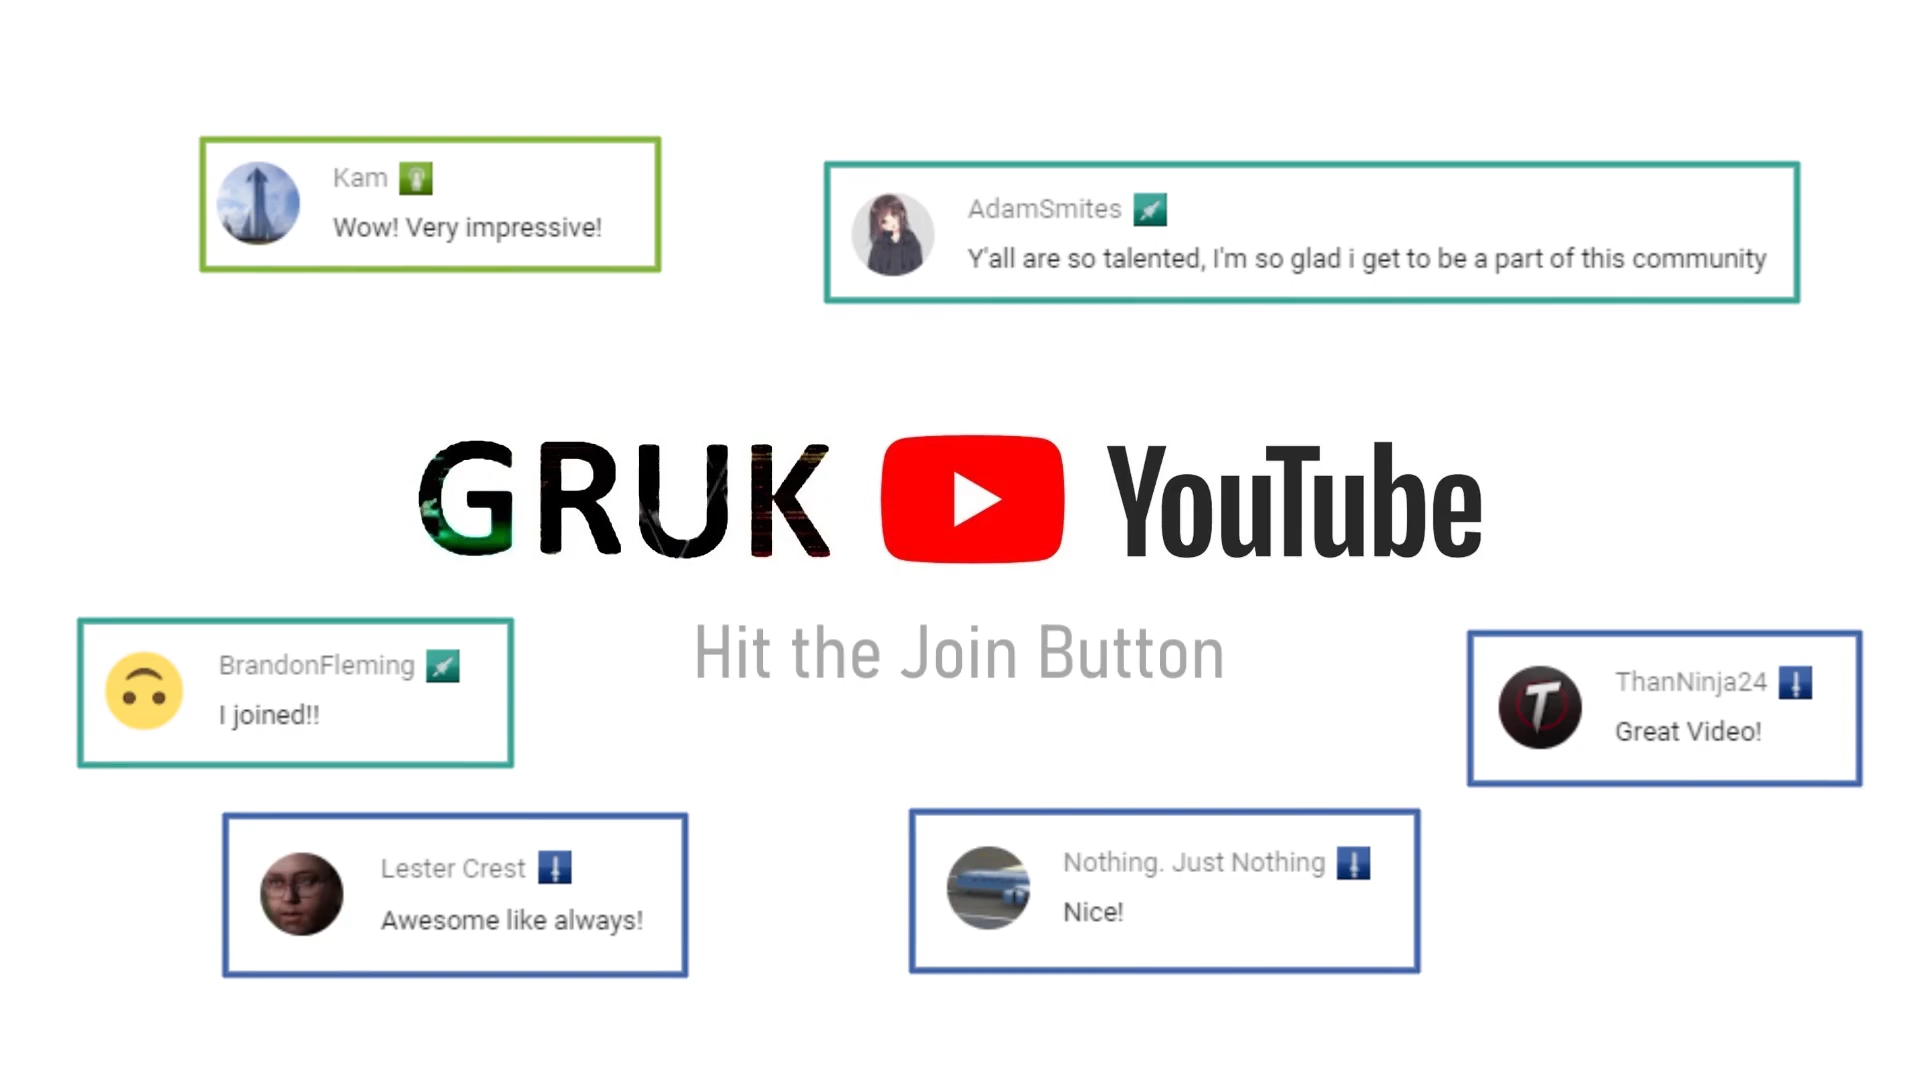 Kam
Wow! Very impressive!
AdamSmites
Y'all are so talented, I'm so glad i get to be a part of this community
GRUK YouTube
Hit the Join Button
BrandonFleming
I joined!!
ThanNinja24
T
Great Video!
Lester Crest
Awesome like always!
Nothing. Just Nothing
Nice!